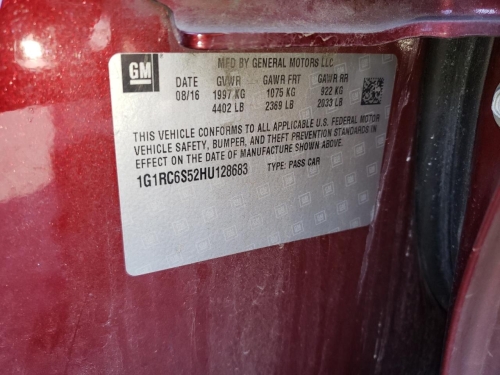 GM
MFD BY GENERAL MOTORS LLC
DATE GVWR GAWR FRT GAWR RR
08/16 1997 KG 1075 KG 922 KG
4402 LB 2369 LB 2033 LB
THIS VEHICLE CONFORMS TO ALL APPLICABLE U.S. FEDERAL MOTOR
VEHICLE SAFETY, BUMPER, AND THEFT PREVENTION STANDARDS IN
EFFECT ON THE DATE OF MANUFACTURE SHOWN ABOVE.
1G1RC6S52HU128683 TYPE: PASS CAR